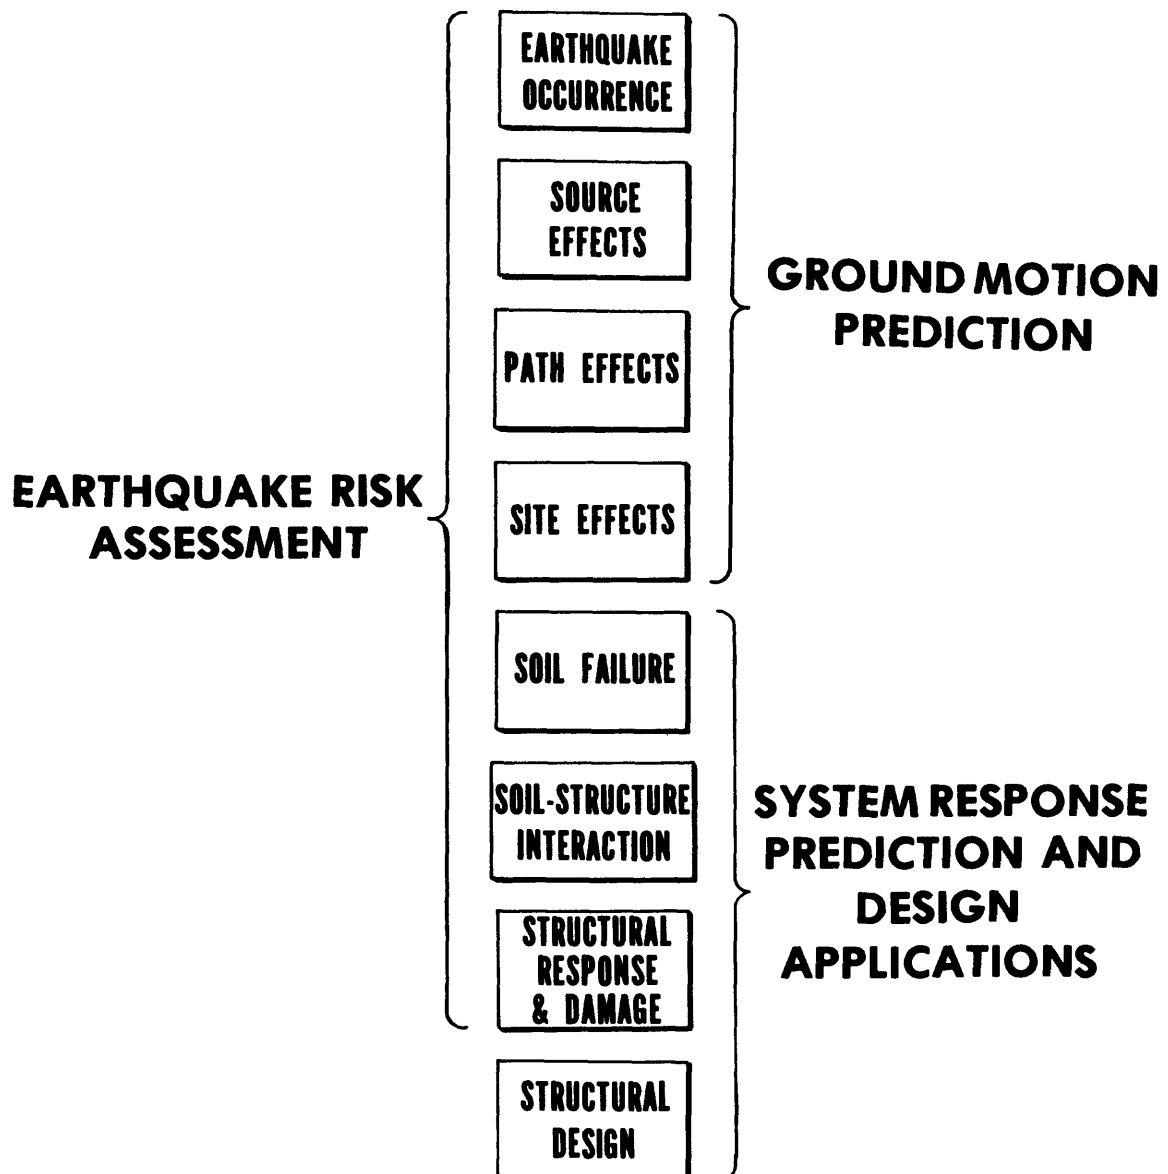 EARTHQUAKE
OCCURRENCE
SOURCE
EFFECTS
GROUND MOTION
PREDICTION
PATH EFFECTS
EARTHQUAKE RISK
ASSESSMENT
SITE EFFECTS
SOIL FAILURE
SOIL-STRUCTURE
INTERACTION
SYSTEM RESPONSE
PREDICTION AND
DESIGN
APPLICATIONS
STRUCTURAL
RESPONSE
& DAMAGE
STRUCTURAL
DESIGN